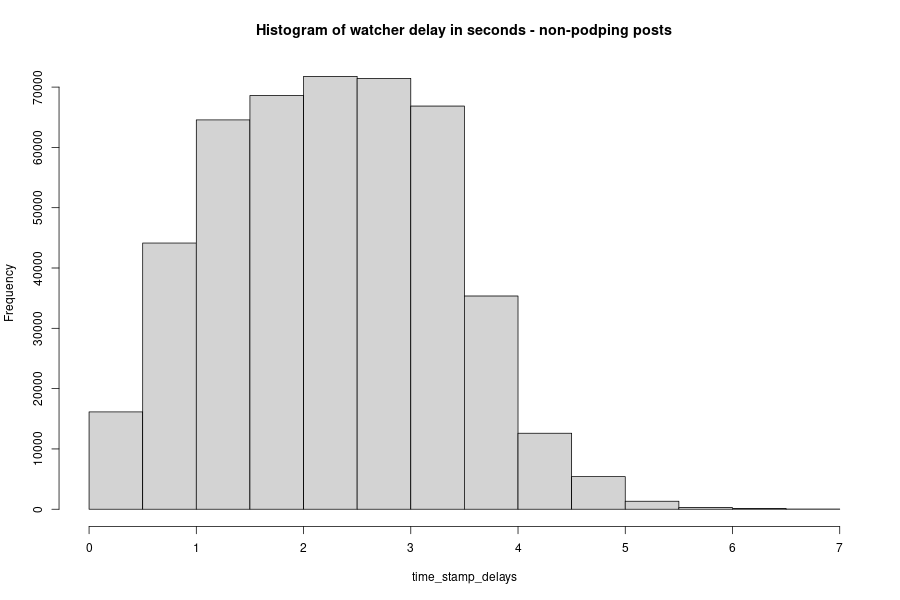 Histogram of watcher delay in seconds - non-podping posts
Frequency
70000
60000
50000
40000
30000
20000
10000
0
0 1 2 3 4 5 6 7
time_stamp_delays